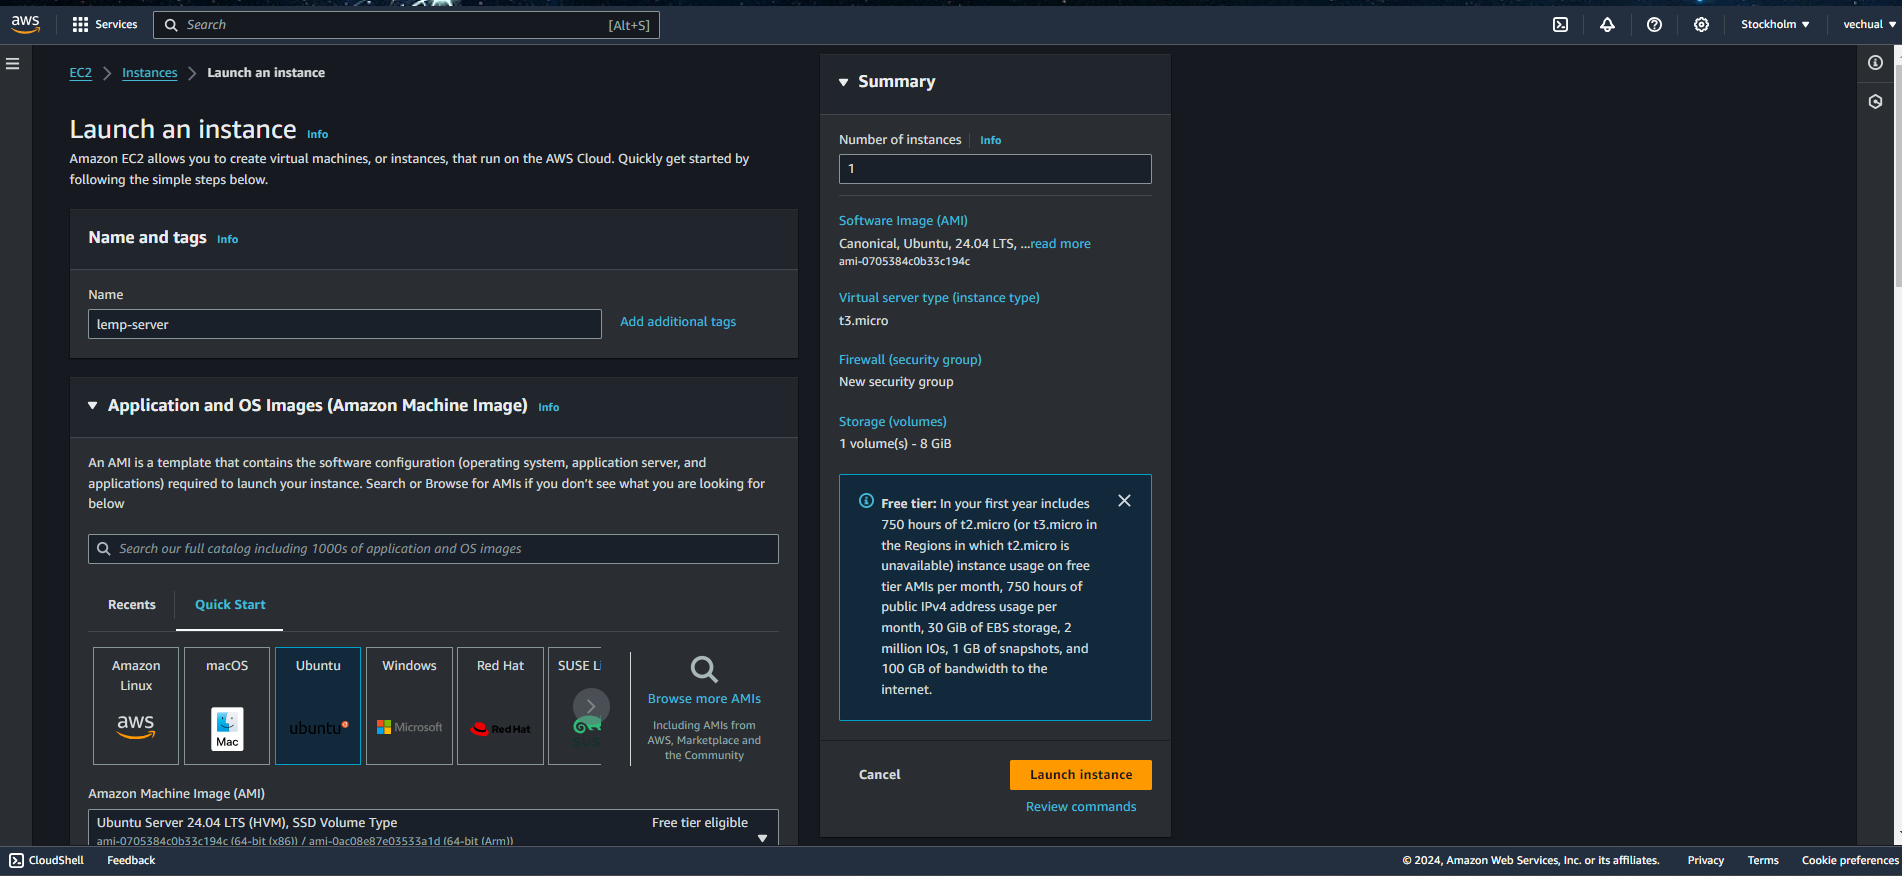 aws
Services
Search
[Alt+S]
Stockholm
vechual
EC2
Instances
Launch an instance
Launch an instance Info
Amazon EC2 allows you to create virtual machines, or instances, that run on the AWS Cloud. Quickly get started by
following the simple steps below.
Name and tags Info
Name
lemp-server
Add additional tags
Application and OS Images (Amazon Machine Image) Info
An AMI is a template that contains the software configuration (operating system, application server, and
applications) required to launch your instance. Search or Browse for AMIs if you don’t see what you are looking for
below
Search our full catalog including 1000s of application and OS images
Recents
Quick Start
Amazon
Linux
aws
macOS
Mac
Ubuntu
ubuntu
Windows
Microsoft
Red Hat
Red Hat
SUSE Li
Browse more AMIs
Including AMIs from
AWS, Marketplace and
the Community
Amazon Machine Image (AMI)
Ubuntu Server 24.04 LTS (HVM), SSD Volume Type
Free tier eligible
ami-0705384c0b33c194c (64-bit (x86)) / ami-0ac08e87e03533a1d (64-bit (Arm))
Summary
Number of instances
Info
1
Software Image (AMI)
Canonical, Ubuntu, 24.04 LTS, ...read more
ami-0705384c0b33c194c
Virtual server type (instance type)
t3.micro
Firewall (security group)
New security group
Storage (volumes)
1 volume(s) - 8 GiB
Free tier: In your first year includes
750 hours of t2.micro (or t3.micro in
the Regions in which t2.micro is
unavailable) instance usage on free
tier AMIs per month, 750 hours of
public IPv4 address usage per
month, 30 GiB of EBS storage, 2
million IOs, 1 GB of snapshots, and
100 GB of bandwidth to the
internet.
Cancel
Launch instance
Review commands
CloudShell
Feedback
© 2024, Amazon Web Services, Inc. or its affiliates.
Privacy
Terms
Cookie preferences